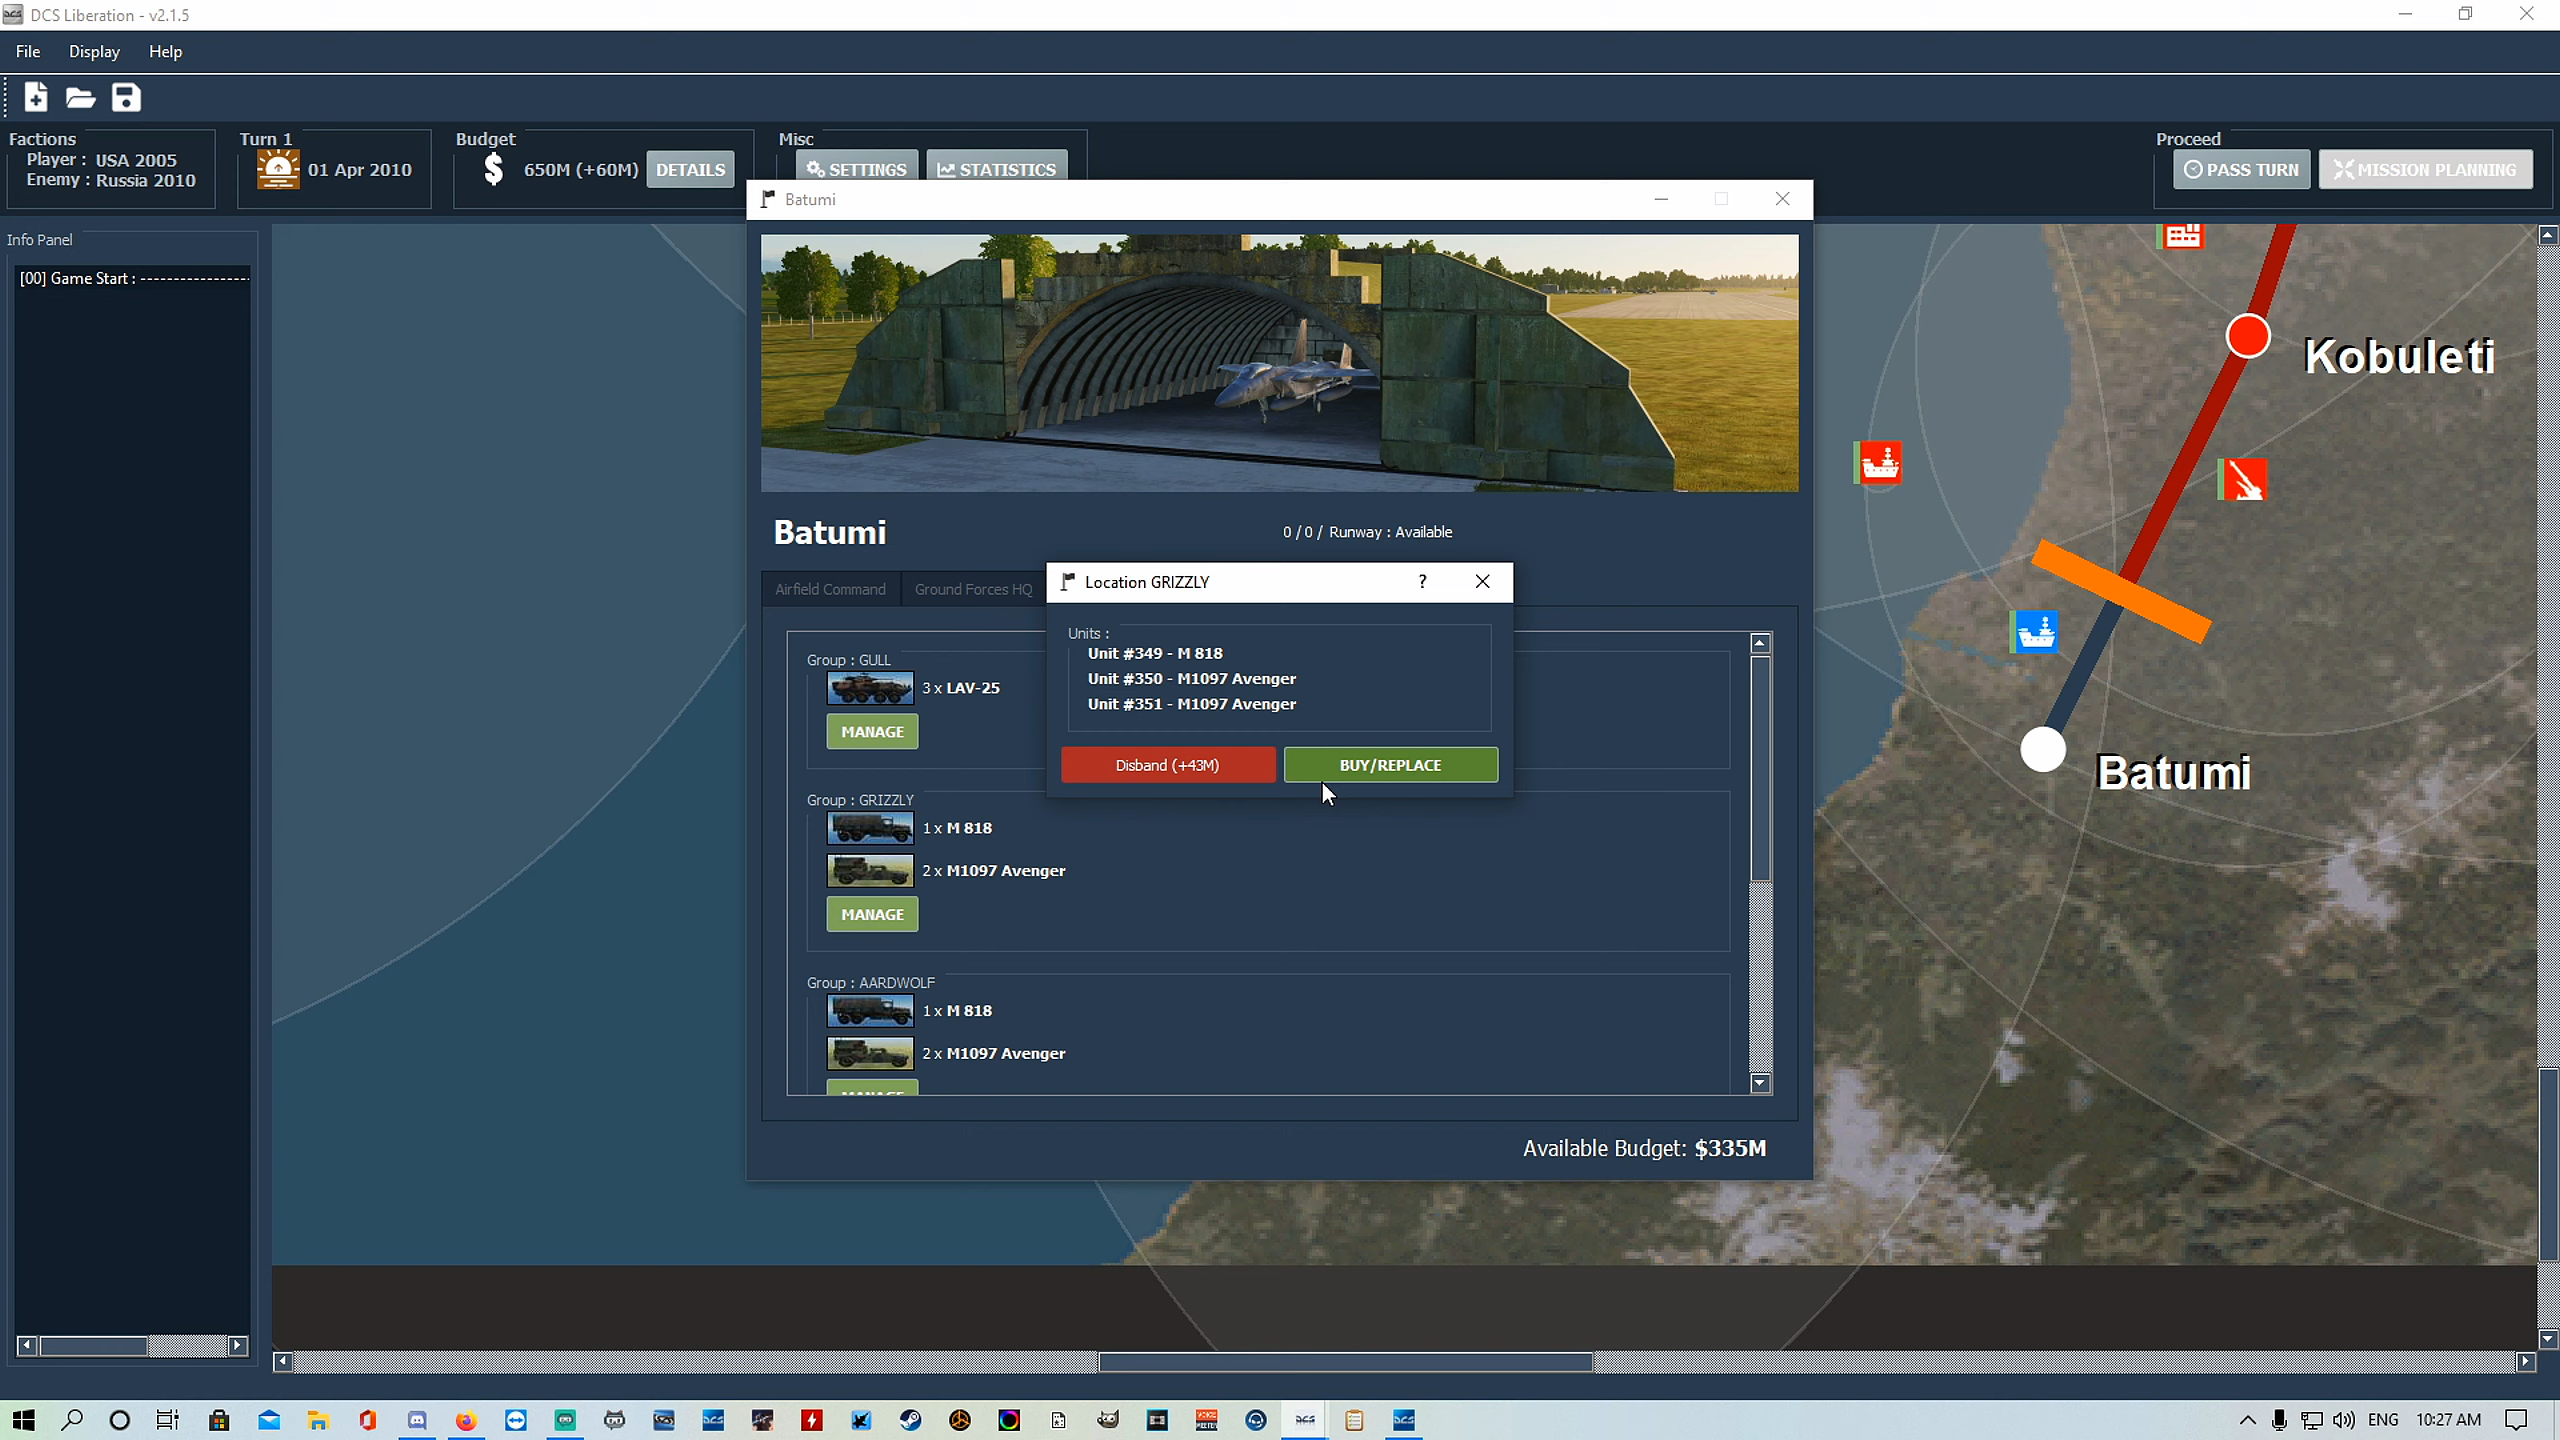 DCS Liberation - v2.1.5
File Display Help
Factions
Player : USA 2005
Enemy : Russia 2010
Turn 1
01 Apr 2010
Budget
$ 650M (+60M) DETAILS
Misc
SETTINGS STATISTICS
Proceed
PASS TURN MISSION PLANNING
Batumi
Info Panel
[00] Game Start : -----------------
Kobuleti
Batumi
Batumi
0 / 0 / Runway : Available
Airfield Command Ground Forces HQ
Location GRIZZLY ?
Units :
Unit #349 - M 818
Unit #350 - M1097 Avenger
Unit #351 - M1097 Avenger
Disband (+43M) BUY/REPLACE
Group : GULL
3 x LAV-25
MANAGE
Group : GRIZZLY
1 x M 818
2 x M1097 Avenger
MANAGE
Group : AARDWOLF
1 x M 818
2 x M1097 Avenger
MANAGE
Available Budget: $335M
ENG 10:27 AM